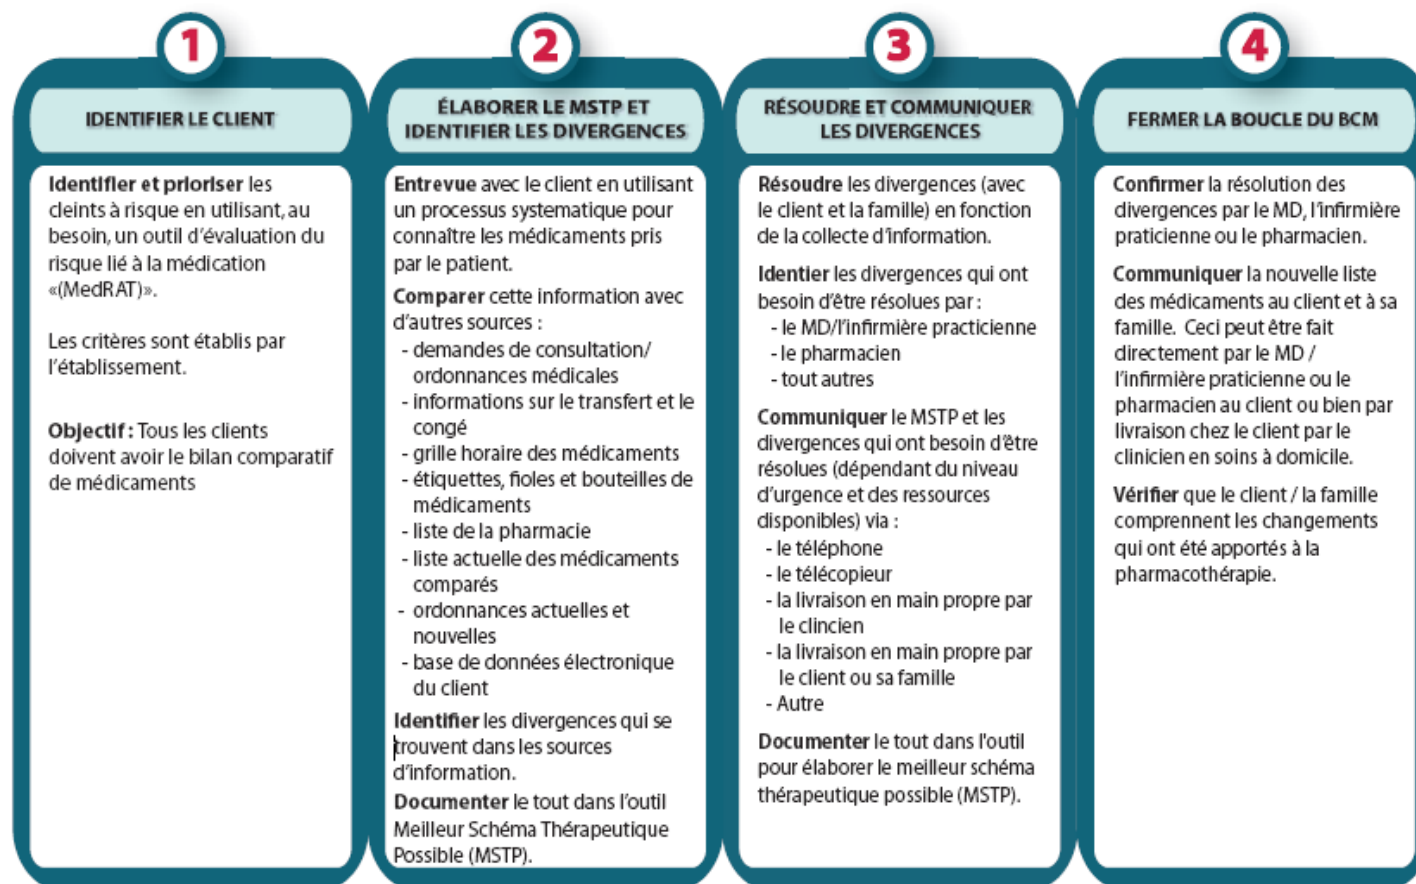 1
IDENTIFIER LE CLIENT
Identifier et prioriser les
cleints à risque en utilisant, au
besoin, un outil d'évaluation du
risque lié à la médication
«(MedRAT)».
Les critères sont établis par
l'établissement.
Objectif : Tous les clients
doivent avoir le bilan comparatif
de médicaments
2
ÉLABORER LE MSTP ET
IDENTIFIER LES DIVERGENCES
Entrevue avec le client en utilisant
un processus systematique pour
connaître les médicaments pris
par le patient.
Comparer cette information avec
d'autres sources :
- demandes de consultation/
ordonnances médicales
- informations sur le transfert et le
congé
- grille horaire des médicaments
- étiquettes, fioles et bouteilles de
médicaments
- liste de la pharmacie
- liste actuelle des médicaments
comparés
- ordonnances actuelles et
nouvelles
- base de données électronique
du client
Identifier les divergences qui se
trouvent dans les sources
d'information.
Documenter le tout dans l'outil
Meilleur Schéma Thérapeutique
Possible (MSTP).
3
RÉSOUDRE ET COMMUNIQUER
LES DIVERGENCES
Résoudre les divergences (avec
le client et la famille) en fonction
de la collecte d'information.
Identier les divergences qui ont
besoin d'être résolues par :
- le MD/l'infirmière practicienne
- le pharmacien
- tout autres
Communiquer le MSTP et les
divergences qui ont besoin d'être
résolues (dépendant du niveau
d'urgence et des ressources
disponibles) via :
- le téléphone
- le télécopieur
- la livraison en main propre par
le clincien
- la livraison en main propre par
le client ou sa famille
- Autre
Documenter le tout dans l'outil
pour élaborer le meilleur schéma
thérapeutique possible (MSTP).
4
FERMER LA BOUCLE DU BCM
Confirmer la résolution des
divergences par le MD, l'infirmière
praticienne ou le pharmacien.
Communiquer la nouvelle liste
des médicaments au client et à sa
famille. Ceci peut être fait
directement par le MD /
l'infirmière praticienne ou le
pharmacien au client ou bien par
livraison chez le client par le
clinicien en soins à domicile.
Vérifier que le client / la famille
comprennent les changements
qui ont été apportés à la
pharmacothérapie.